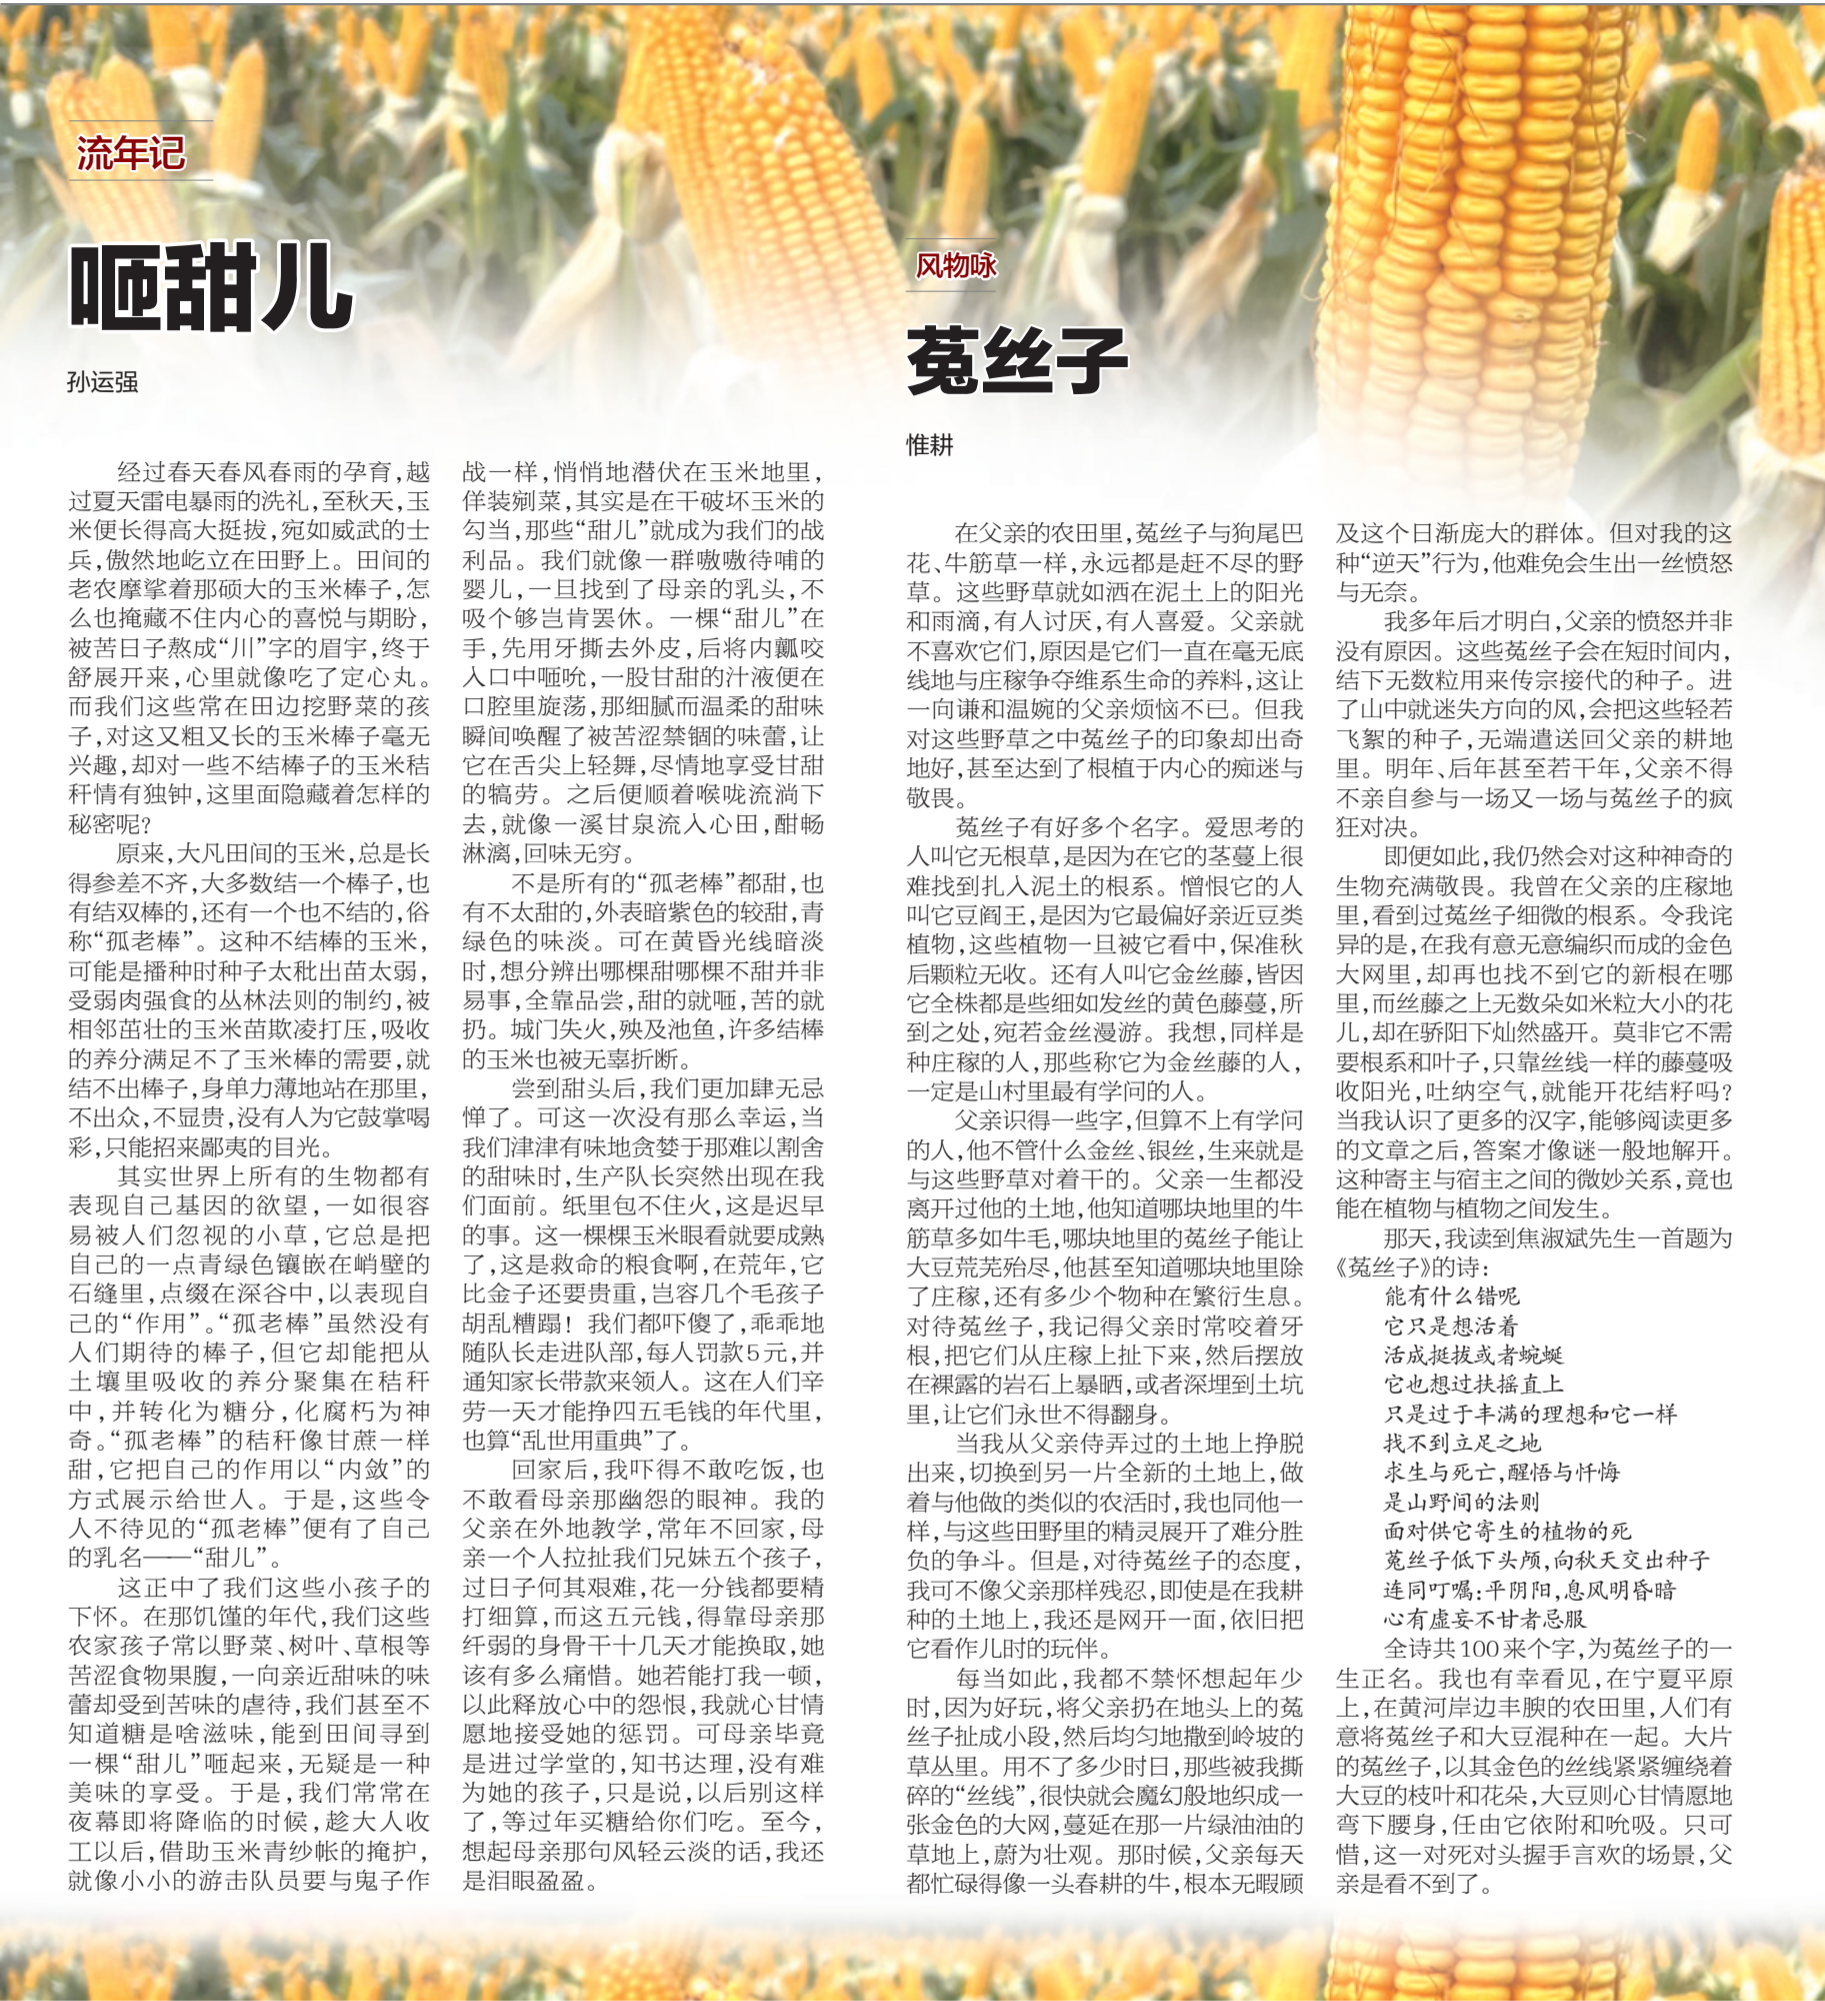 流年记
咂甜儿
孙运强
经过春天春风春雨的孕育,越
过夏天雷电暴雨的洗礼,至秋天,玉
米便长得高大挺拔,宛如威武的士
兵,傲然地屹立在田野上。田间的
老农摩挲着那硕大的玉米棒子,怎
么也掩藏不住内心的喜悦与期盼,
被苦日子熬成“川”字的眉宇,终于
舒展开来,心里就像吃了定心丸。
而我们这些常在田边挖野菜的孩
子,对这又粗又长的玉米棒子毫无
兴趣,却对一些不结棒子的玉米秸
秆情有独钟,这里面隐藏着怎样的
秘密呢?
原来,大凡田间的玉米,总是长
得参差不齐,大多数结一个棒子,也
有结双棒的,还有一个也不结的,俗
称“孤老棒”。这种不结棒的玉米,
可能是播种时种子太秕出苗太弱,
受弱肉强食的丛林法则的制约,被
相邻茁壮的玉米苗欺凌打压,吸收
的养分满足不了玉米棒的需要,就
结不出棒子,身单力薄地站在那里,
不出众,不显贵,没有人为它鼓掌喝
彩,只能招来鄙夷的目光。
其实世界上所有的生物都有
表现自己基因的欲望,一如很容
易被人们忽视的小草,它总是把
自己的一点青绿色镶嵌在峭壁的
石缝里,点缀在深谷中,以表现自
己的“作用”。“孤老棒”虽然没有
人们期待的棒子,但它却能把从
土壤里吸收的养分聚集在秸秆
中,并转化为糖分,化腐朽为神
奇。“孤老棒”的秸秆像甘蔗一样
甜,它把自己的作用以“内敛”的
方式展示给世人。于是,这些令
人不待见的“孤老棒”便有了自己
的乳名——“甜儿”。
这正中了我们这些小孩子的
下怀。在那饥馑的年代,我们这些
农家孩子常以野菜、树叶、草根等
苦涩食物果腹,一向亲近甜味的味
蕾却受到苦味的虐待,我们甚至不
知道糖是啥滋味,能到田间寻到
一棵“甜儿”咂起来,无疑是一种
美味的享受。于是,我们常常在
夜幕即将降临的时候,趁大人收
工以后,借助玉米青纱帐的掩护,
就像小小的游击队员要与鬼子作
战一样,悄悄地潜伏在玉米地里,
佯装剜菜,其实是在干破坏玉米的
勾当,那些“甜儿”就成为我们的战
利品。我们就像一群嗷嗷待哺的
婴儿,一旦找到了母亲的乳头,不
吸个够岂肯罢休。一棵“甜儿”在
手,先用牙撕去外皮,后将内瓤咬
入口中咂吮,一股甘甜的汁液便在
口腔里旋荡,那细腻而温柔的甜味
瞬间唤醒了被苦涩禁锢的味蕾,让
它在舌尖上轻舞,尽情地享受甘甜
的犒劳。之后便顺着喉咙流淌下
去,就像一溪甘泉流入心田,酣畅
淋漓,回味无穷。
不是所有的“孤老棒”都甜,也
有不太甜的,外表暗紫色的较甜,青
绿色的味淡。可在黄昏光线暗淡
时,想分辨出哪棵甜哪棵不甜并非
易事,全靠品尝,甜的就咂,苦的就
扔。城门失火,殃及池鱼,许多结棒
的玉米也被无辜折断。
尝到甜头后,我们更加肆无忌
惮了。可这一次没有那么幸运,当
我们津津有味地贪婪于那难以割舍
的甜味时,生产队长突然出现在我
们面前。纸里包不住火,这是迟早
的事。这一棵棵玉米眼看就要成熟
了,这是救命的粮食啊,在荒年,它
比金子还要贵重,岂容几个毛孩子
胡乱糟蹋!我们都吓傻了,乖乖地
随队长走进队部,每人罚款5元,并
通知家长带款来领人。这在人们辛
劳一天才能挣四五毛钱的年代里,
也算“乱世用重典”了。
回家后,我吓得不敢吃饭,也
不敢看母亲那幽怨的眼神。我的
父亲在外地教学,常年不回家,母
亲一个人拉扯我们兄妹五个孩子,
过日子何其艰难,花一分钱都要精
打细算,而这五元钱,得靠母亲那
纤弱的身骨干十几天才能换取,她
该有多么痛惜。她若能打我一顿,
以此释放心中的怨恨,我就心甘情
愿地接受她的惩罚。可母亲毕竟
是进过学堂的,知书达理,没有难
为她的孩子,只是说,以后别这样
了,等过年买糖给你们吃。至今,
想起母亲那句风轻云淡的话,我还
是泪眼盈盈。
风物咏
菟丝子
惟耕
在父亲的农田里,菟丝子与狗尾巴
花、牛筋草一样,永远都是赶不尽的野
草。这些野草就如洒在泥土上的阳光
和雨滴,有人讨厌,有人喜爱。父亲就
不喜欢它们,原因是它们一直在毫无底
线地与庄稼争夺维系生命的养料,这让
一向谦和温婉的父亲烦恼不已。但我
对这些野草之中菟丝子的印象却出奇
地好,甚至达到了根植于内心的痴迷与
敬畏。
菟丝子有好多个名字。爱思考的
人叫它无根草,是因为在它的茎蔓上很
难找到扎入泥土的根系。憎恨它的人
叫它豆阎王,是因为它最偏好亲近豆类
植物,这些植物一旦被它看中,保准秋
后颗粒无收。还有人叫它金丝藤,皆因
它全株都是些细如发丝的黄色藤蔓,所
到之处,宛若金丝漫游。我想,同样是
种庄稼的人,那些称它为金丝藤的人,
一定是山村里最有学问的人。
父亲识得一些字,但算不上有学问
的人,他不管什么金丝、银丝,生来就是
与这些野草对着干的。父亲一生都没
离开过他的土地,他知道哪块地里的牛
筋草多如牛毛,哪块地里的菟丝子能让
大豆荒芜殆尽,他甚至知道哪块地里除
了庄稼,还有多少个物种在繁衍生息。
对待菟丝子,我记得父亲时常咬着牙
根,把它们从庄稼上扯下来,然后摆放
在裸露的岩石上暴晒,或者深埋到土坑
里,让它们永世不得翻身。
当我从父亲侍弄过的土地上挣脱
出来,切换到另一片全新的土地上,做
着与他做的类似的农活时,我也同他一
样,与这些田野里的精灵展开了难分胜
负的争斗。但是,对待菟丝子的态度,
我可不像父亲那样残忍,即使是在我耕
种的土地上,我还是网开一面,依旧把
它看作儿时的玩伴。
每当如此,我都不禁怀想起年少
时,因为好玩,将父亲扔在地头上的菟
丝子扯成小段,然后均匀地撒到岭坡的
草丛里。用不了多少时日,那些被我撕
碎的“丝线”,很快就会魔幻般地织成一
张金色的大网,蔓延在那一片绿油油的
草地上,蔚为壮观。那时候,父亲每天
都忙碌得像一头春耕的牛,根本无暇顾
及这个日渐庞大的群体。但对我的这
种“逆天”行为,他难免会生出一丝愤怒
与无奈。
我多年后才明白,父亲的愤怒并非
没有原因。这些菟丝子会在短时间内,
结下无数粒用来传宗接代的种子。进
了山中就迷失方向的风,会把这些轻若
飞絮的种子,无端遣送回父亲的耕地
里。明年、后年甚至若干年,父亲不得
不亲自参与一场又一场与菟丝子的疯
狂对决。
即便如此,我仍然会对这种神奇的
生物充满敬畏。我曾在父亲的庄稼地
里,看到过菟丝子细微的根系。令我诧
异的是,在我有意无意编织而成的金色
大网里,却再也找不到它的新根在哪
里,而丝藤之上无数朵如米粒大小的花
儿,却在骄阳下灿然盛开。莫非它不需
要根系和叶子,只靠丝线一样的藤蔓吸
收阳光,吐纳空气,就能开花结籽吗?
当我认识了更多的汉字,能够阅读更多
的文章之后,答案才像谜一般地解开。
这种寄主与宿主之间的微妙关系,竟也
能在植物与植物之间发生。
那天,我读到焦淑斌先生一首题为
《菟丝子》的诗:
能有什么错呢
它只是想活着
活成挺拔或者蜿蜒
它也想过扶摇直上
只是过于丰满的理想和它一样
找不到立足之地
求生与死亡,醒悟与忏悔
是山野间的法则
面对供它寄生的植物的死
菟丝子低下头颅,向秋天交出种子
连同叮嘱:平阴阳,息风明昏暗
心有虚妄不甘者忌服
全诗共100来个字,为菟丝子的一
生正名。我也有幸看见,在宁夏平原
上,在黄河岸边丰腴的农田里,人们有
意将菟丝子和大豆混种在一起。大片
的菟丝子,以其金色的丝线紧紧缠绕着
大豆的枝叶和花朵,大豆则心甘情愿地
弯下腰身,任由它依附和吮吸。只可
惜,这一对死对头握手言欢的场景,父
亲是看不到了。